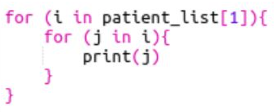 for (i in patient_list[1]){
    for (j in i){
        print(j)
    }
}